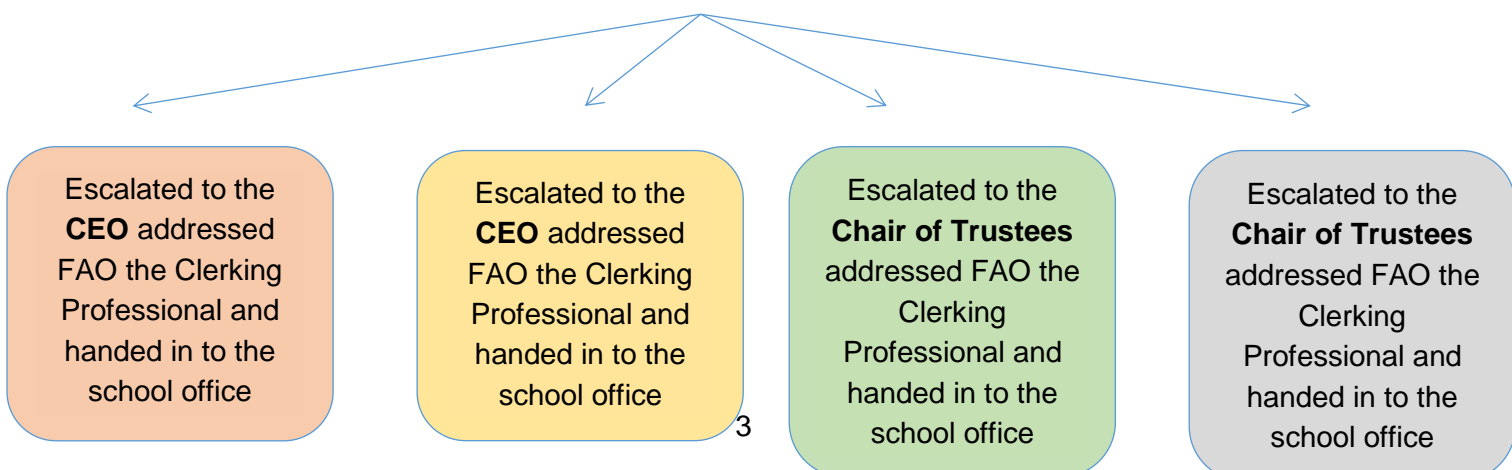 Escalated to the
CEO addressed
FAO the Clerking
Professional and
handed in to the
school office
Escalated to the
CEO addressed
FAO the Clerking
Professional and
handed in to the
school office
Escalated to the
Chair of Trustees
addressed FAO the
Clerking
Professional and
handed in to the
school office
Escalated to the
Chair of Trustees
addressed FAO the
Clerking
Professional and
handed in to the
school office
3